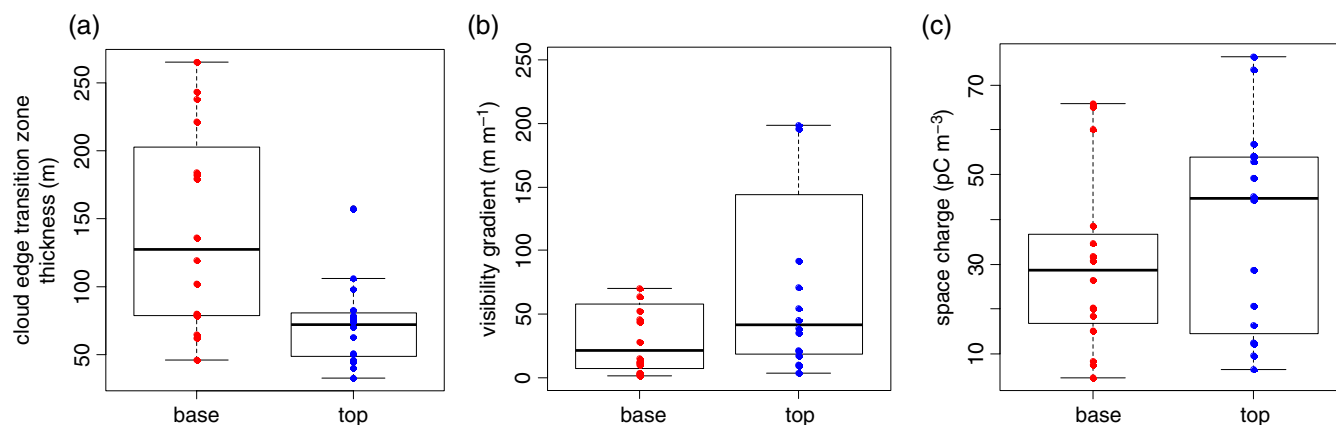 (a)
cloud edge transition zone
thickness (m)
250
200
150
100
50
base top
(b)
visibility gradient (m m⁻¹)
250
200
150
100
50
0
base top
(c)
space charge (pC m⁻³)
70
50
30
10
base top